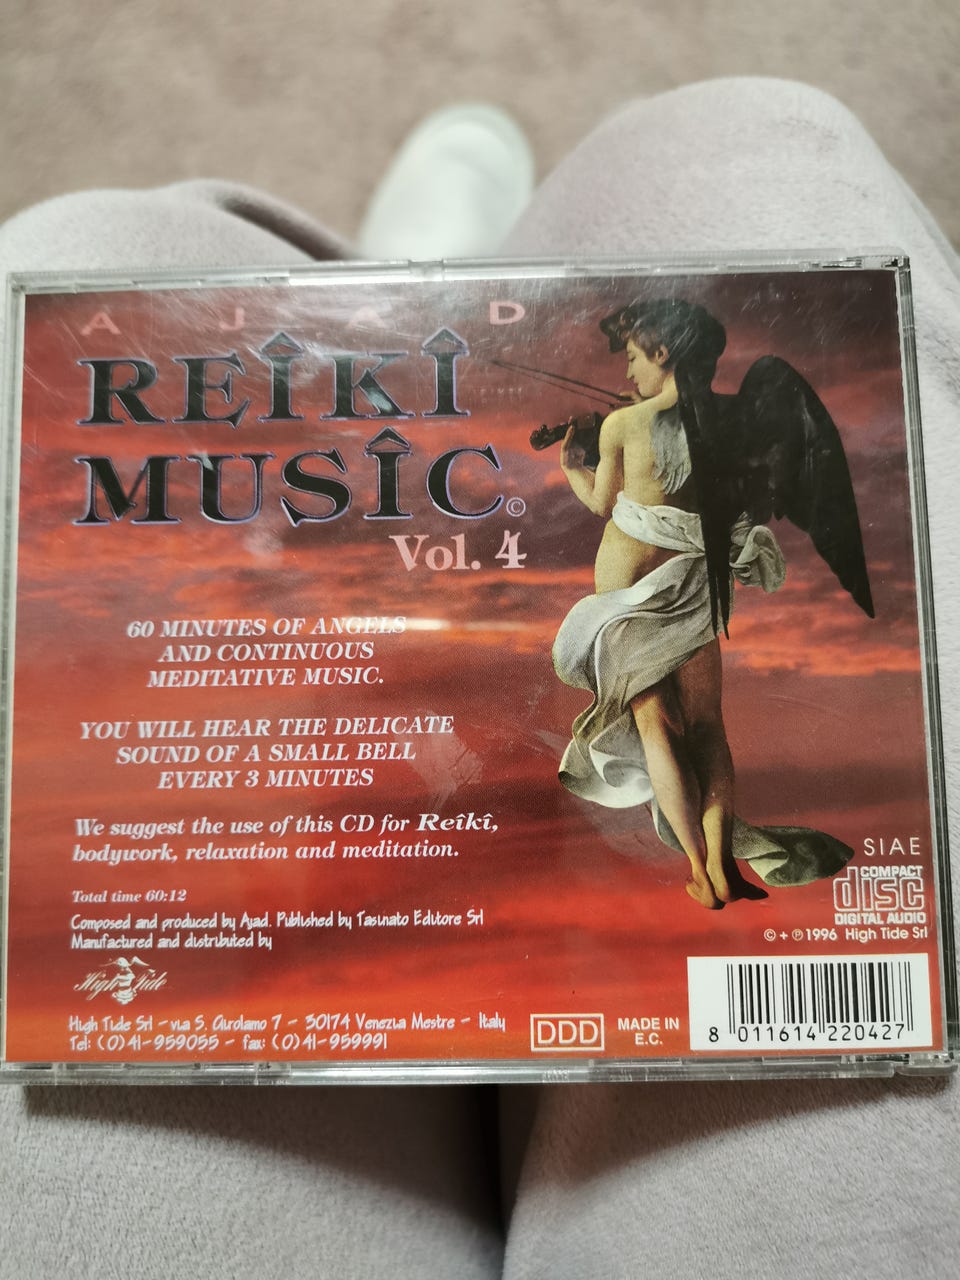 AJAD
REÎKÎ
MUSÎC©
Vol. 4
60 MINUTES OF ANGELS
AND CONTINUOUS
MEDITATIVE MUSIC.
YOU WILL HEAR THE DELICATE
SOUND OF A SMALL BELL
EVERY 3 MINUTES
We suggest the use of this CD for Reîkî,
bodywork, relaxation and meditation.
Total time 60:12
Composed and produced by Ajad. Published by Tasinato Editore Srl
Manufactured and distributed by
High Tide
High Tide Srl - via S. Girolamo 7 - 30174 Venezia Mestre - Italy
Tel: (0)41-959055 - fax: (0)41-959991
DDD
MADE IN
E.C.
SIAE
COMPACT
disc
DIGITAL AUDIO
© + ℗ 1996 High Tide Srl
8 011614 220427